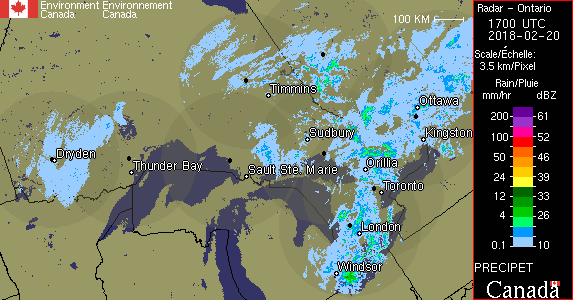 Environment Environnement
Canada Canada
100 KM
Radar - Ontario
1700 UTC
2018-02-20
Scale/Échelle:
3.5 km/Pixel
Rain/Pluie
mm/hr dBZ
200 61
100 52
50 46
24 39
12 34
4 26
0.1 10
PRECIPET
Canada
Timmins
Ottawa
Sudbury
Kingston
Dryden
Thunder Bay
Sault Ste. Marie
Orillia
Toronto
London
Windsor